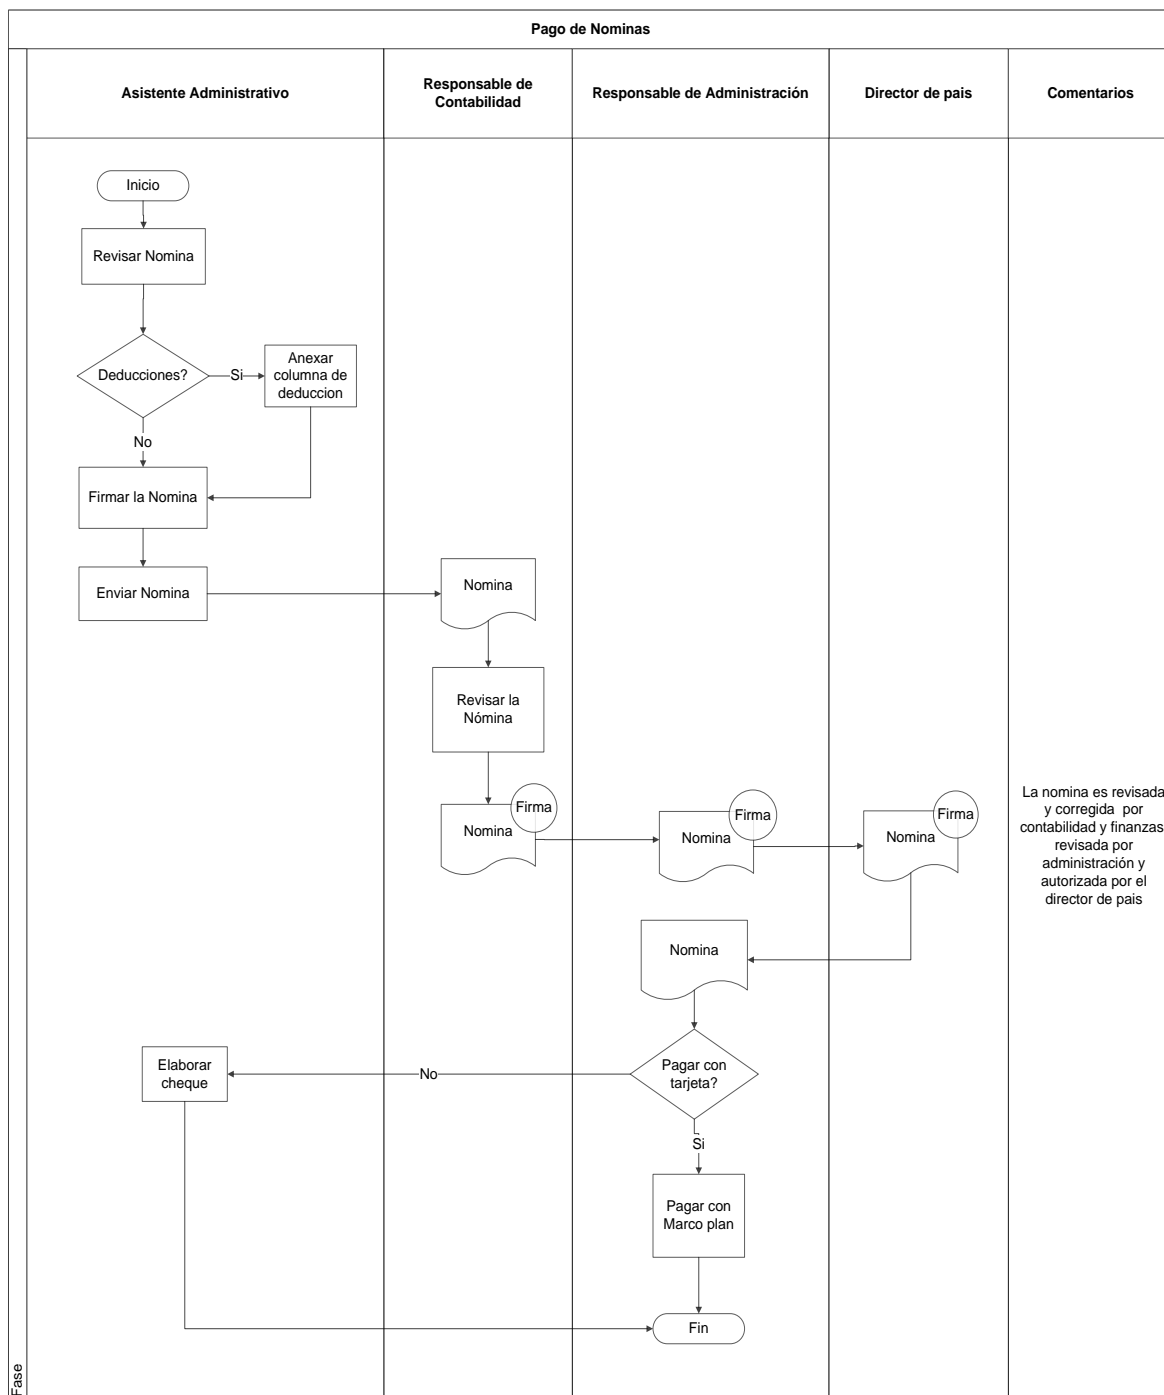 Pago de Nominas
Asistente Administrativo
Responsable de
Contabilidad
Responsable de Administración
Director de pais
Comentarios
Inicio
Revisar Nomina
Deducciones?
Si
Anexar
columna de
deduccion
No
Firmar la Nomina
Enviar Nomina
Nomina
Revisar la
Nómina
Firma
Nomina
Firma
Nomina
Firma
Nomina
La nomina es revisada
y corregida por
contabilidad y finanzas
revisada por
administración y
autorizada por el
director de pais
Nomina
Pagar con
tarjeta?
No
Elaborar
cheque
Si
Pagar con
Marco plan
Fin
Fase